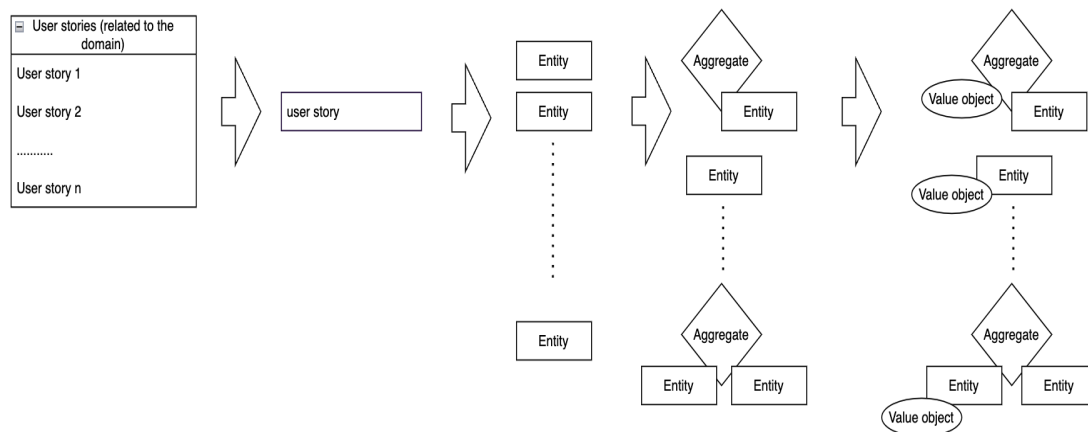 User stories (related to the
domain)
User story 1
User story 2
...........
User story n
user story
Entity
Entity
Entity
Aggregate
Entity
Entity
Aggregate
Entity
Entity
Aggregate
Value object
Entity
Entity
Value object
Aggregate
Entity
Entity
Value object